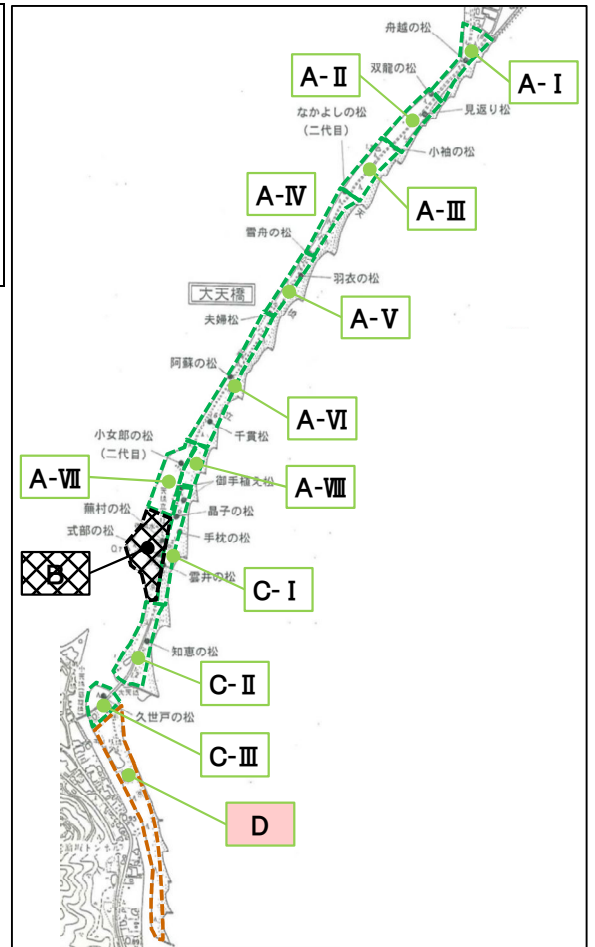 舟越の松
A-Ⅰ
双龍の松
A-Ⅱ
見返り松
なかよしの松
(二代目)
小袖の松
A-Ⅳ
A-Ⅲ
天
雪舟の松
羽衣の松
大天橋
A-Ⅴ
夫婦松
阿蘇の松
A-Ⅵ
千貫松
小女郎の松
(二代目)
A-Ⅶ
A-Ⅷ
御手植え松
蕪村の松
晶子の松
式部の松
手枕の松
B
雲井の松
C-Ⅰ
知恵の松
C-Ⅱ
久世戸の松
C-Ⅲ
D